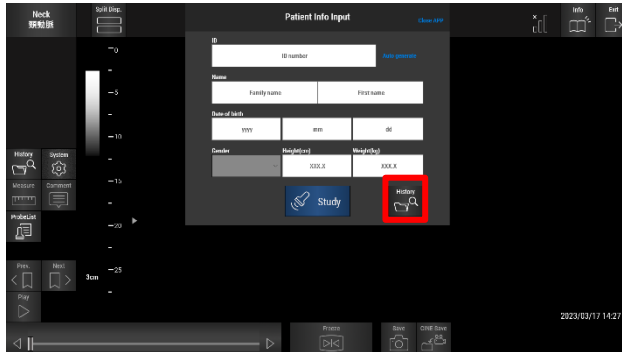 Neck
頸動脈
Split Disp.
Patient Info Input
Close APP
Info
Exit
ID
ID number
Auto generate
Name
Family name
First name
Date of birth
yyyy
mm
dd
Gender
Height(cm)
Weight(kg)
XXX.X
XXX.X
Study
History
0
5
10
15
20
25
3cm
History
System
Measure
Comment
ProbeList
Prev.
Next
Play
Freeze
Save
CINE Save
2023/03/17 14:27